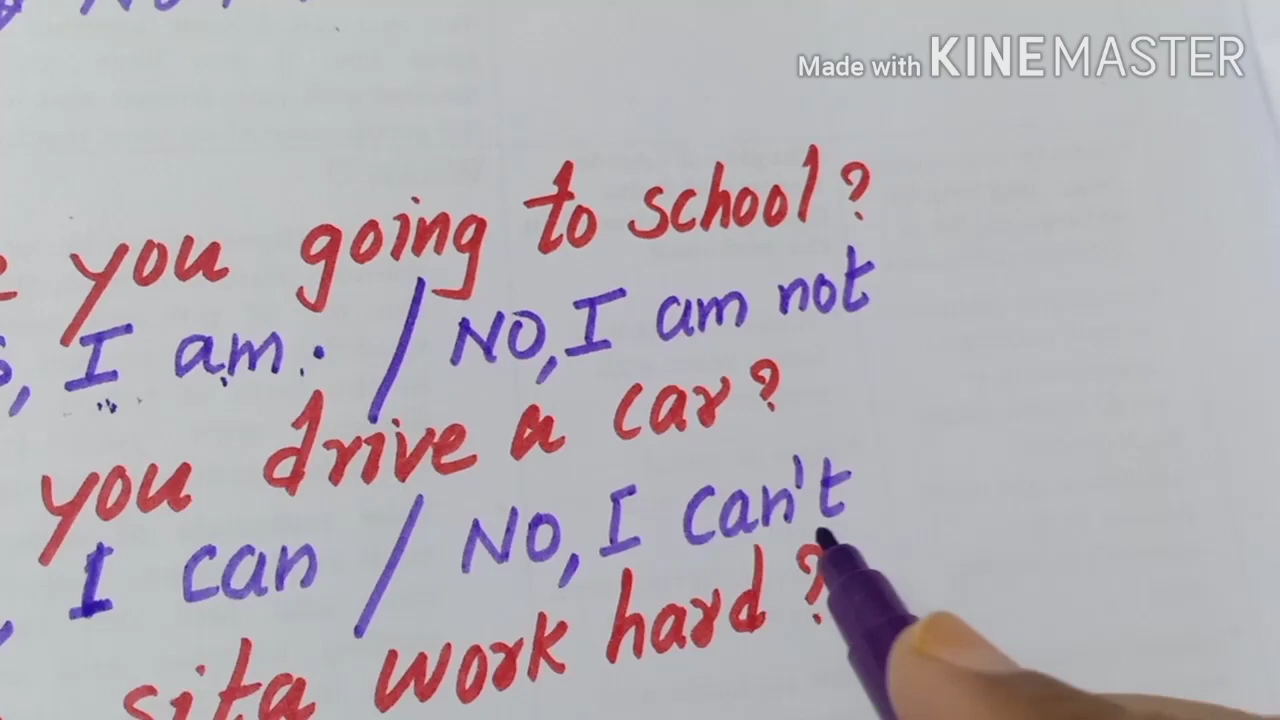 Made with KINEMASTER
you going to school?
, I am. / NO, I am not
you drive a car?
, I can / NO, I can't
sita work hard?